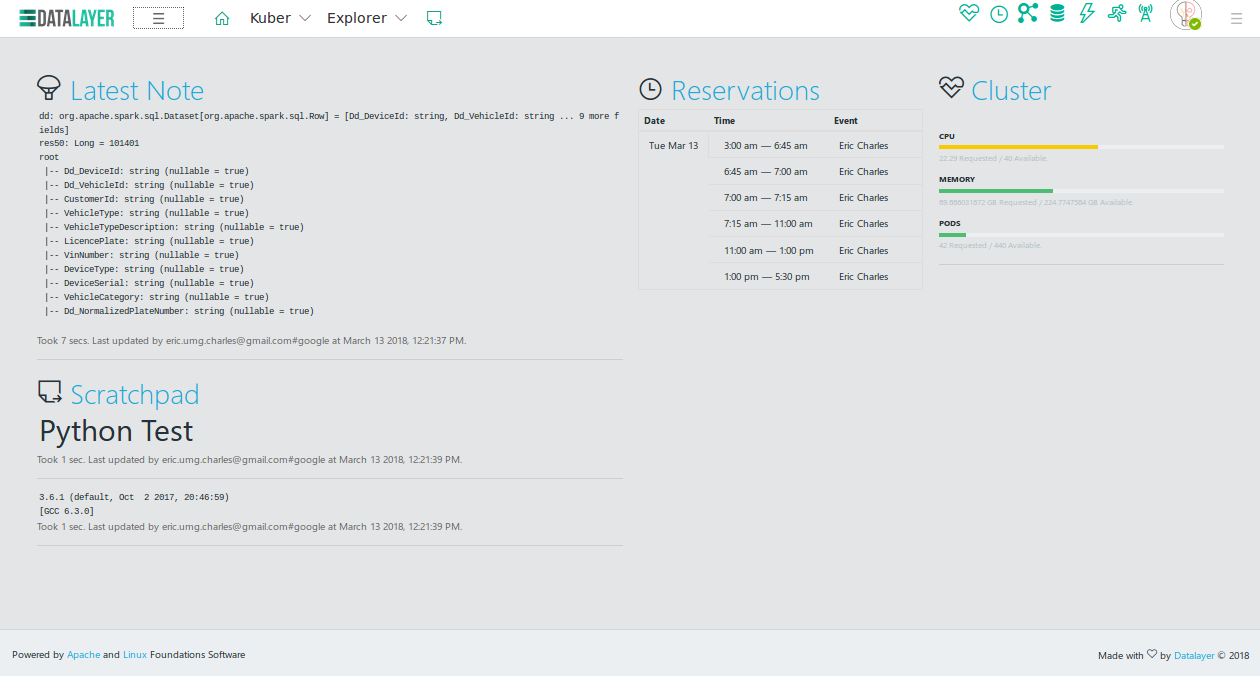 DATALAYER
Kuber
Explorer
Latest Note
dd: org.apache.spark.sql.Dataset[org.apache.spark.sql.Row] = [Dd_DeviceId: string, Dd_VehicleId: string ... 9 more f
ields]
res50: Long = 101401
root
|-- Dd_DeviceId: string (nullable = true)
|-- Dd_VehicleId: string (nullable = true)
|-- CustomerId: string (nullable = true)
|-- VehicleType: string (nullable = true)
|-- VehicleTypeDescription: string (nullable = true)
|-- LicencePlate: string (nullable = true)
|-- VinNumber: string (nullable = true)
|-- DeviceType: string (nullable = true)
|-- DeviceSerial: string (nullable = true)
|-- VehicleCategory: string (nullable = true)
|-- Dd_NormalizedPlateNumber: string (nullable = true)
Took 7 secs. Last updated by eric.umg.charles@gmail.com#google at March 13 2018, 12:21:37 PM.
Scratchpad
Python Test
Took 1 sec. Last updated by eric.umg.charles@gmail.com#google at March 13 2018, 12:21:39 PM.
3.6.1 (default, Oct  2 2017, 20:46:59)
[GCC 6.3.0]
Took 1 sec. Last updated by eric.umg.charles@gmail.com#google at March 13 2018, 12:21:39 PM.
Reservations
Date Time Event
Tue Mar 13 3:00 am — 6:45 am Eric Charles
6:45 am — 7:00 am Eric Charles
7:00 am — 7:15 am Eric Charles
7:15 am — 11:00 am Eric Charles
11:00 am — 1:00 pm Eric Charles
1:00 pm — 5:30 pm Eric Charles
Cluster
CPU
22.29 Requested / 40 Available.
MEMORY
GB Requested / 224.7747584 GB Available.
PODS
42 Requested / 440 Available.
Powered by Apache and Linux Foundations Software
Made with by Datalayer © 2018